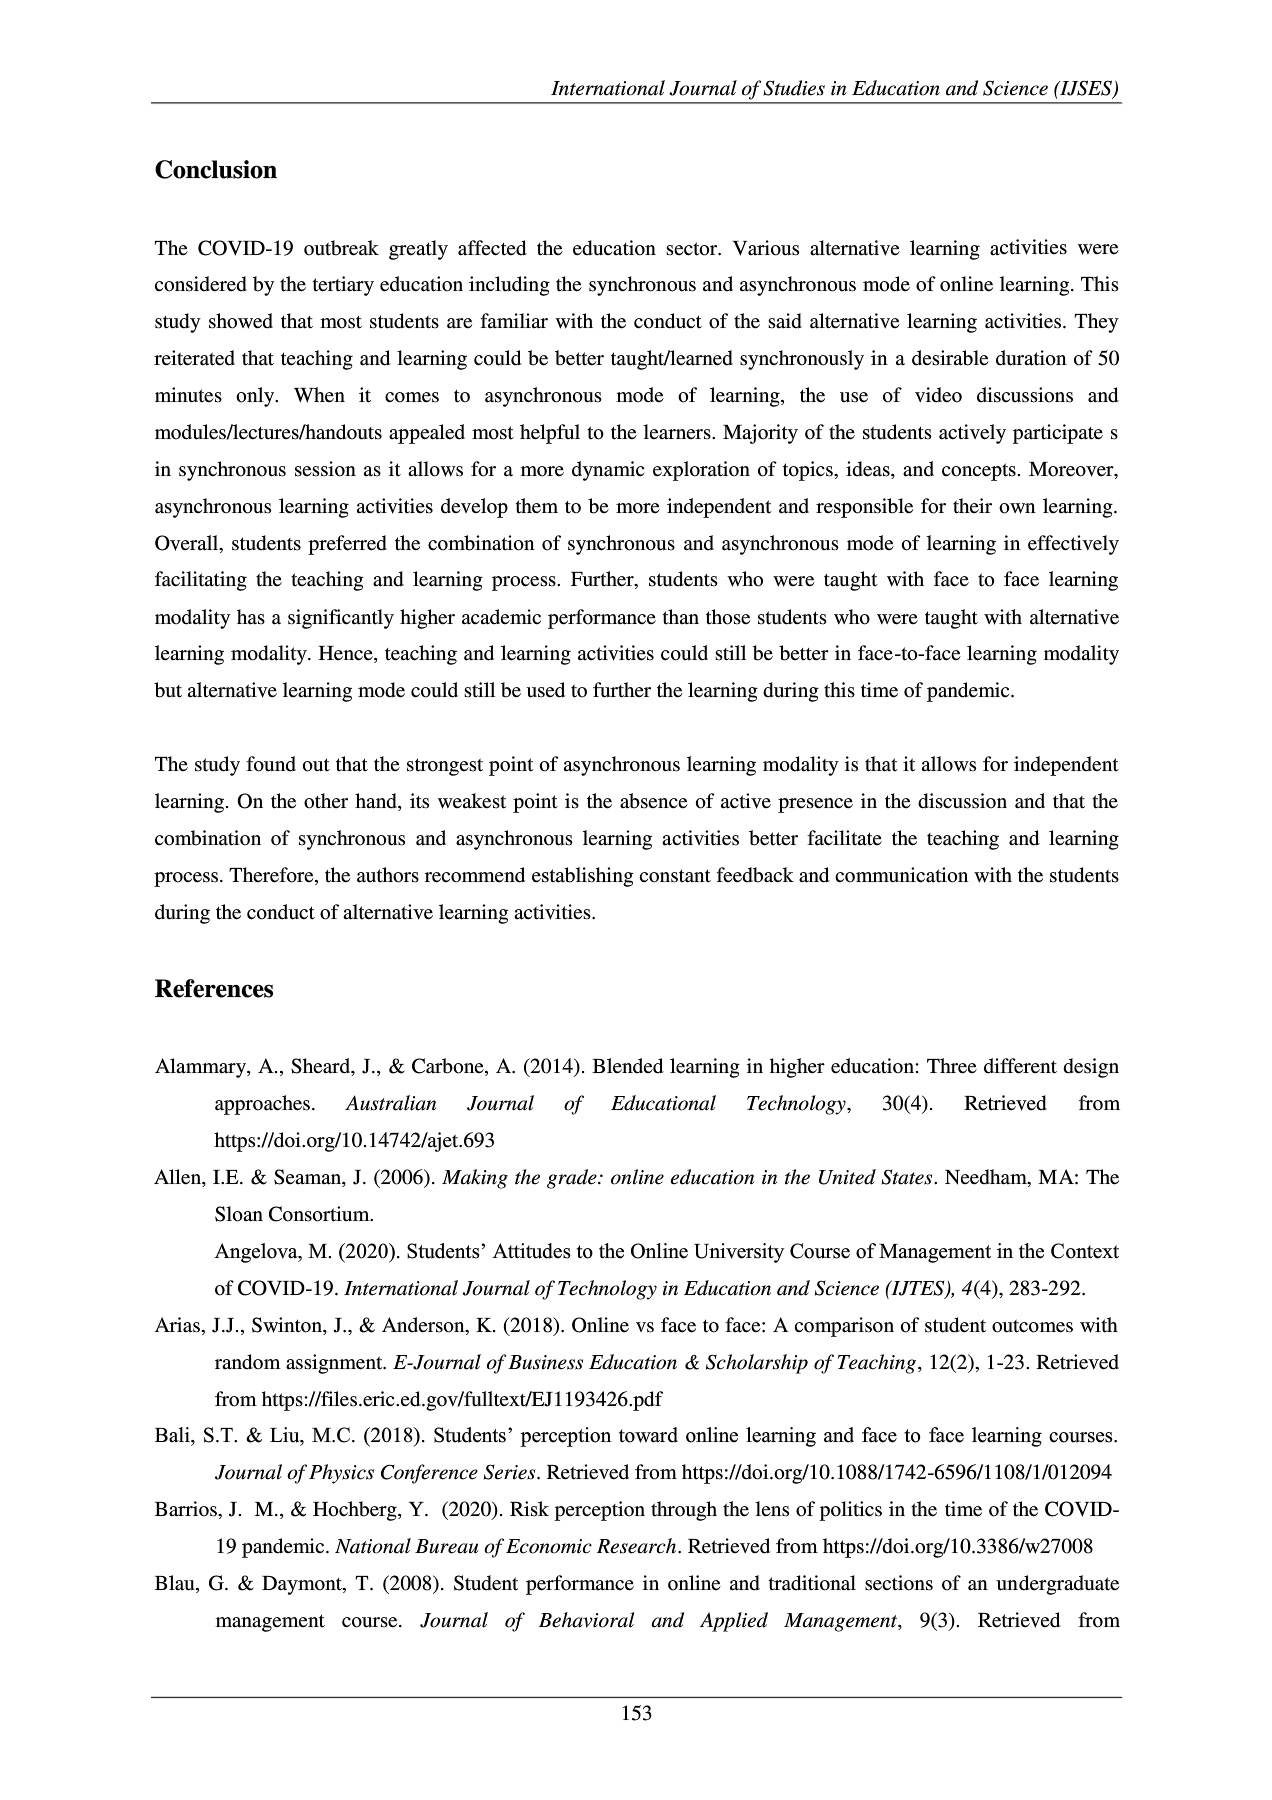 International Journal of Studies in Education and Science (IJSES)
Conclusion
The COVID-19 outbreak greatly affected the education sector. Various alternative learning activities were
considered by the tertiary education including the synchronous and asynchronous mode of online learning. This
study showed that most students are familiar with the conduct of the said alternative learning activities. They
reiterated that teaching and learning could be better taught/learned synchronously in a desirable duration of 50
minutes only. When it comes to asynchronous mode of learning, the use of video discussions and
modules/lectures/handouts appealed most helpful to the learners. Majority of the students actively participate s
in synchronous session as it allows for a more dynamic exploration of topics, ideas, and concepts. Moreover,
asynchronous learning activities develop them to be more independent and responsible for their own learning.
Overall, students preferred the combination of synchronous and asynchronous mode of learning in effectively
facilitating the teaching and learning process. Further, students who were taught with face to face learning
modality has a significantly higher academic performance than those students who were taught with alternative
learning modality. Hence, teaching and learning activities could still be better in face-to-face learning modality
but alternative learning mode could still be used to further the learning during this time of pandemic.
The study found out that the strongest point of asynchronous learning modality is that it allows for independent
learning. On the other hand, its weakest point is the absence of active presence in the discussion and that the
combination of synchronous and asynchronous learning activities better facilitate the teaching and learning
process. Therefore, the authors recommend establishing constant feedback and communication with the students
during the conduct of alternative learning activities.
References
Alammary, A., Sheard, J., & Carbone, A. (2014). Blended learning in higher education: Three different design
approaches. Australian Journal of Educational Technology, 30(4). Retrieved from
https://doi.org/10.14742/ajet.693
Allen, I.E. & Seaman, J. (2006). Making the grade: online education in the United States. Needham, MA: The
Sloan Consortium.
Angelova, M. (2020). Students’ Attitudes to the Online University Course of Management in the Context
of COVID-19. International Journal of Technology in Education and Science (IJTES), 4(4), 283-292.
Arias, J.J., Swinton, J., & Anderson, K. (2018). Online vs face to face: A comparison of student outcomes with
random assignment. E-Journal of Business Education & Scholarship of Teaching, 12(2), 1-23. Retrieved
from https://files.eric.ed.gov/fulltext/EJ1193426.pdf
Bali, S.T. & Liu, M.C. (2018). Students’ perception toward online learning and face to face learning courses.
Journal of Physics Conference Series. Retrieved from https://doi.org/10.1088/1742-6596/1108/1/012094
Barrios, J. M., & Hochberg, Y. (2020). Risk perception through the lens of politics in the time of the COVID-
19 pandemic. National Bureau of Economic Research. Retrieved from https://doi.org/10.3386/w27008
Blau, G. & Daymont, T. (2008). Student performance in online and traditional sections of an undergraduate
management course. Journal of Behavioral and Applied Management, 9(3). Retrieved from
153